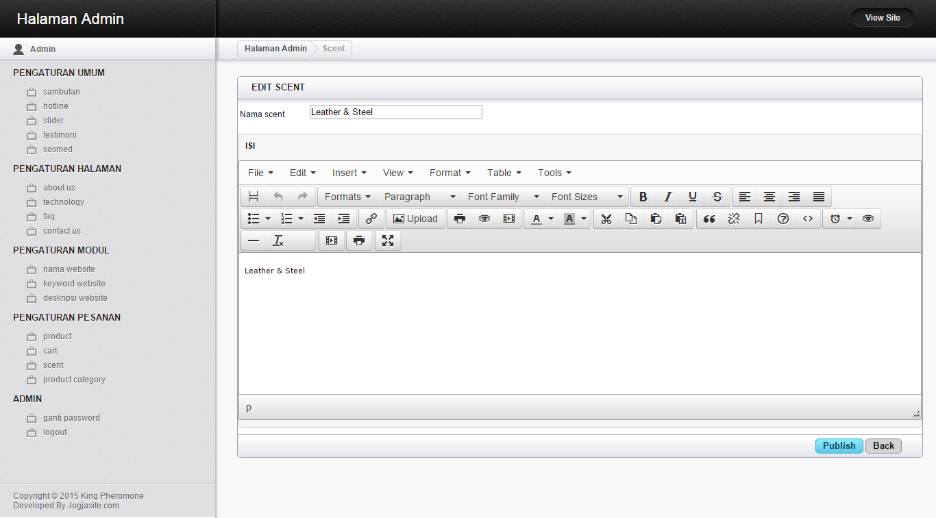 Halaman Admin
View Site
Admin
Halaman Admin
Scent
PENGATURAN UMUM
sambutan
hotline
slider
testimoni
sosmed
PENGATURAN HALAMAN
about us
technology
faq
contact us
PENGATURAN MODUL
nama website
keyword website
deskripsi website
PENGATURAN PESANAN
product
cart
scent
product category
ADMIN
ganti password
logout
Copyright © 2015 King Pheromone
Developed By Jogjasite.com
EDIT SCENT
Nama scent Leather & Steel
ISI
File Edit Insert View Format Table Tools
Formats Paragraph Font Family Font Sizes B I U S
Upload A A
Leather & Steel
p
Publish Back